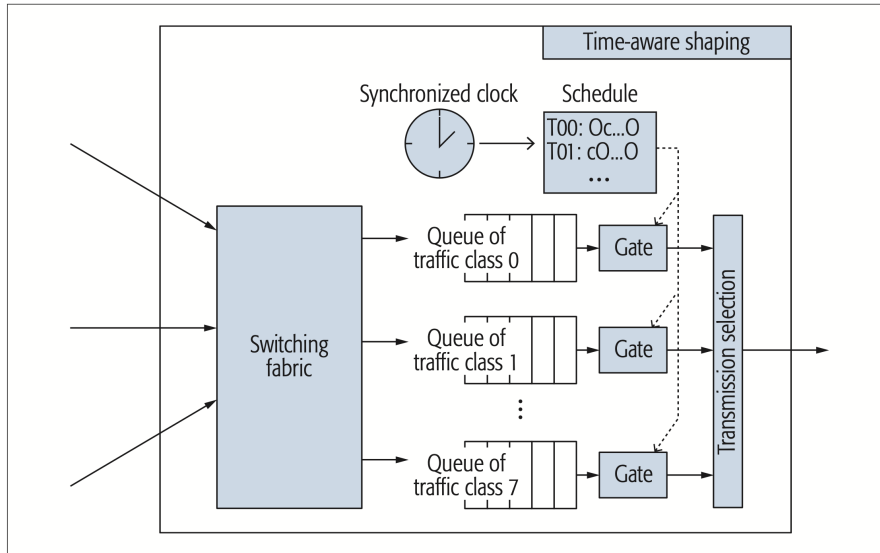 Time-aware shaping
Synchronized clock
Schedule
T00: Oc...O
T01: cO...O
...
Queue of
traffic class 0
Gate
Switching
fabric
Queue of
traffic class 1
Gate
Queue of
traffic class 7
Gate
Transmission selection